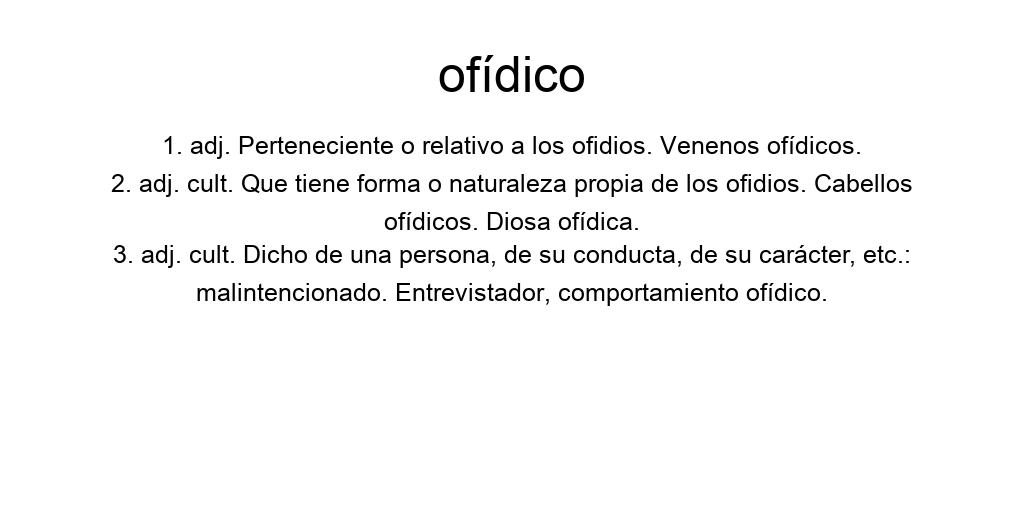 ofídico
1. adj. Perteneciente o relativo a los ofidios. Venenos ofídicos.
2. adj. cult. Que tiene forma o naturaleza propia de los ofidios. Cabellos
ofídicos. Diosa ofídica.
3. adj. cult. Dicho de una persona, de su conducta, de su carácter, etc.:
malintencionado. Entrevistador, comportamiento ofídico.